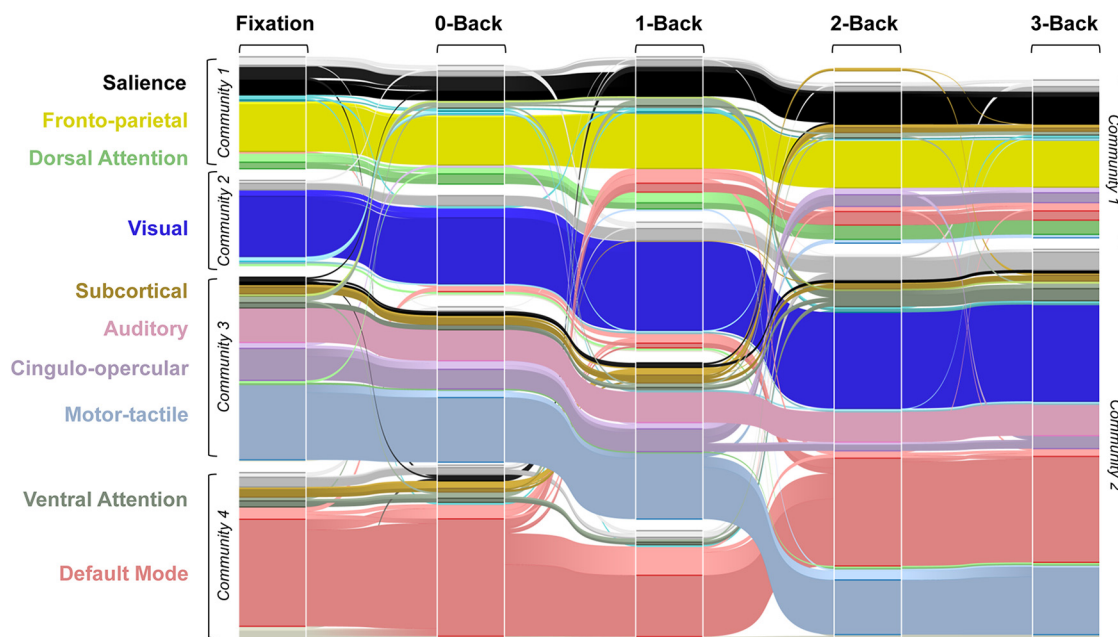 Fixation 0-Back 1-Back 2-Back 3-Back
Salience
Fronto-parietal
Dorsal Attention
Visual
Subcortical
Auditory
Cingulo-opercular
Motor-tactile
Ventral Attention
Default Mode
Community 1
Community 2
Community 3
Community 4
Community 1
Community 2